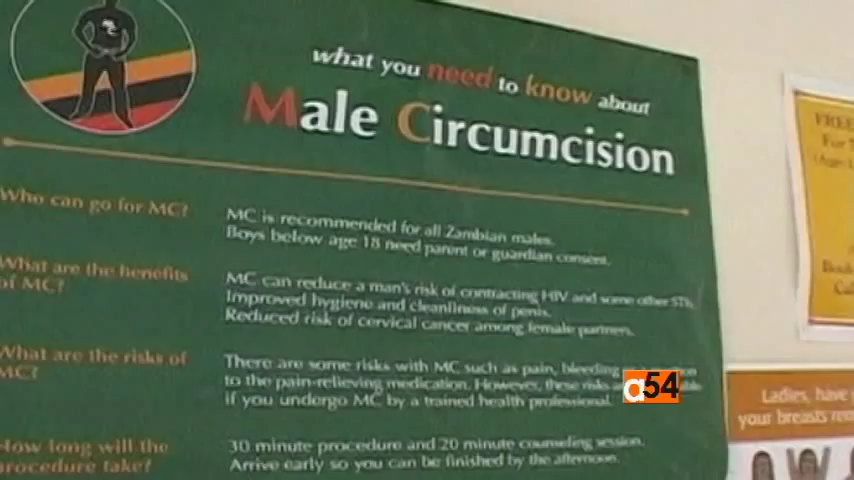 what you need to know about
Male Circumcision
Who can go for MC?
MC is recommended for all Zambian males.
Boys below age 18 need parent or guardian consent.
What are the benefits
of MC?
MC can reduce a man's risk of contracting HIV and some other STIs.
Improved hygiene and cleanliness of penis.
Reduced risk of cervical cancer among female partners.
What are the risks of
MC?
There are some risks with MC such as pain, bleeding
to the pain-relieving medication. However, these risks
if you undergo MC by a trained health professional.
How long will the
procedure take?
30 minute procedure and 20 minute counseling session.
Arrive early so you can be finished by the afternoon.
a54
FREE
For
Book
Ladies, have
your breasts